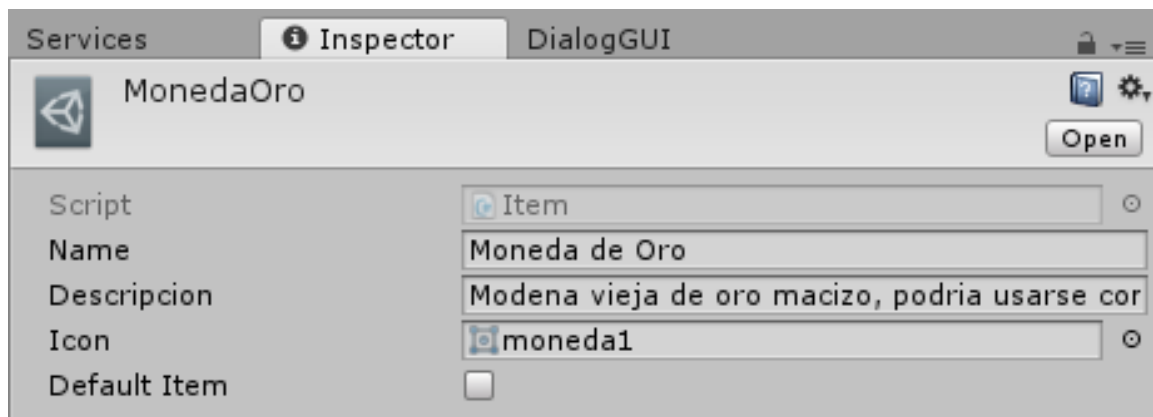 Services Inspector DialogGUI
MonedaOro
Open
Script Item
Name Moneda de Oro
Descripcion Modena vieja de oro macizo, podria usarse cor
Icon moneda1
Default Item